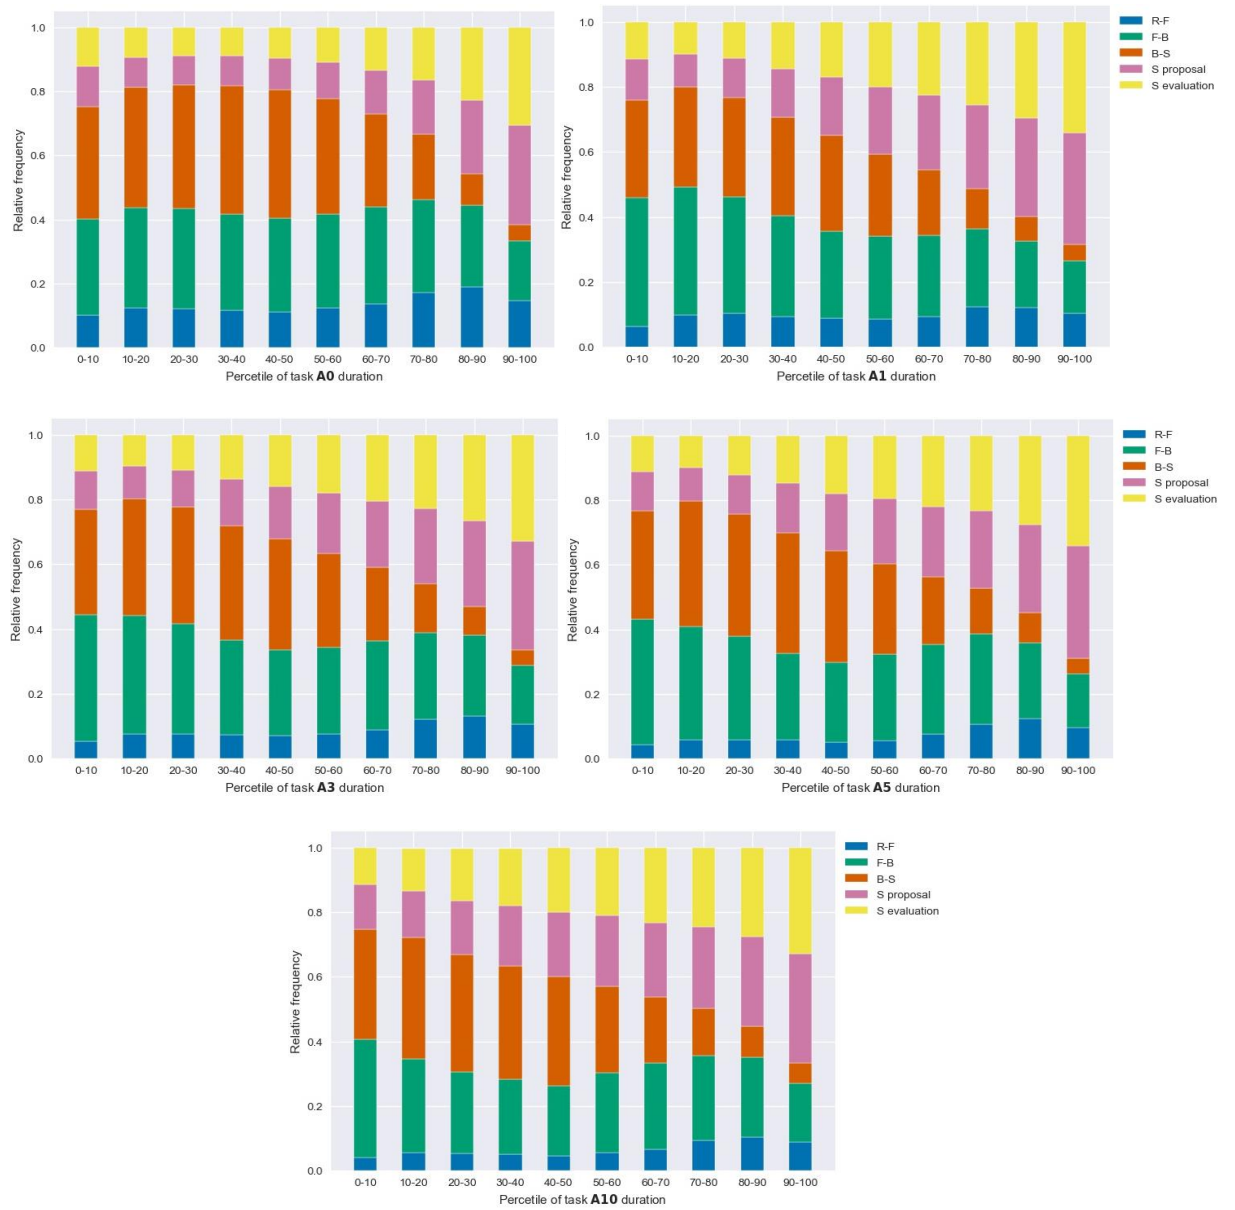 1.0
0.8
0.6
0.4
0.2
0.0
Relative frequency
0-10 10-20 20-30 30-40 40-50 50-60 60-70 70-80 80-90 90-100
Percetile of task A0 duration
1.0
0.8
0.6
0.4
0.2
0.0
Relative frequency
0-10 10-20 20-30 30-40 40-50 50-60 60-70 70-80 80-90 90-100
Percetile of task A1 duration
R-F
F-B
B-S
S proposal
S evaluation
1.0
0.8
0.6
0.4
0.2
0.0
Relative frequency
0-10 10-20 20-30 30-40 40-50 50-60 60-70 70-80 80-90 90-100
Percetile of task A3 duration
1.0
0.8
0.6
0.4
0.2
0.0
Relative frequency
0-10 10-20 20-30 30-40 40-50 50-60 60-70 70-80 80-90 90-100
Percetile of task A5 duration
R-F
F-B
B-S
S proposal
S evaluation
1.0
0.8
0.6
0.4
0.2
0.0
Relative frequency
0-10 10-20 20-30 30-40 40-50 50-60 60-70 70-80 80-90 90-100
Percetile of task A10 duration
R-F
F-B
B-S
S proposal
S evaluation